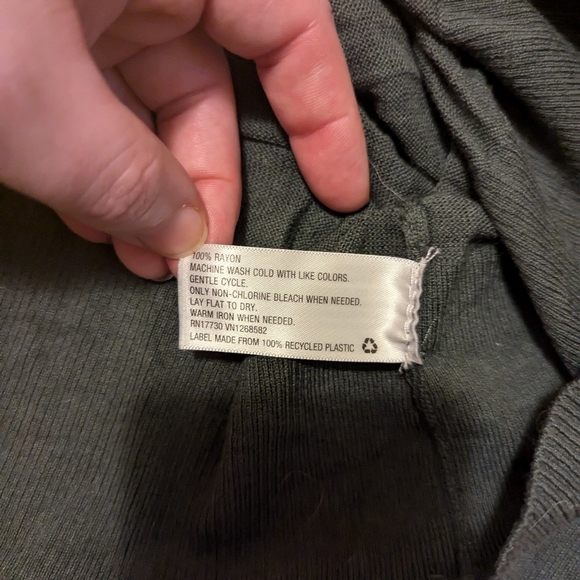 100% RAYON
MACHINE WASH COLD WITH LIKE COLORS.
GENTLE CYCLE.
ONLY NON-CHLORINE BLEACH WHEN NEEDED.
LAY FLAT TO DRY.
WARM IRON WHEN NEEDED.
RN17730 VN1268582
LABEL MADE FROM 100% RECYCLED PLASTIC